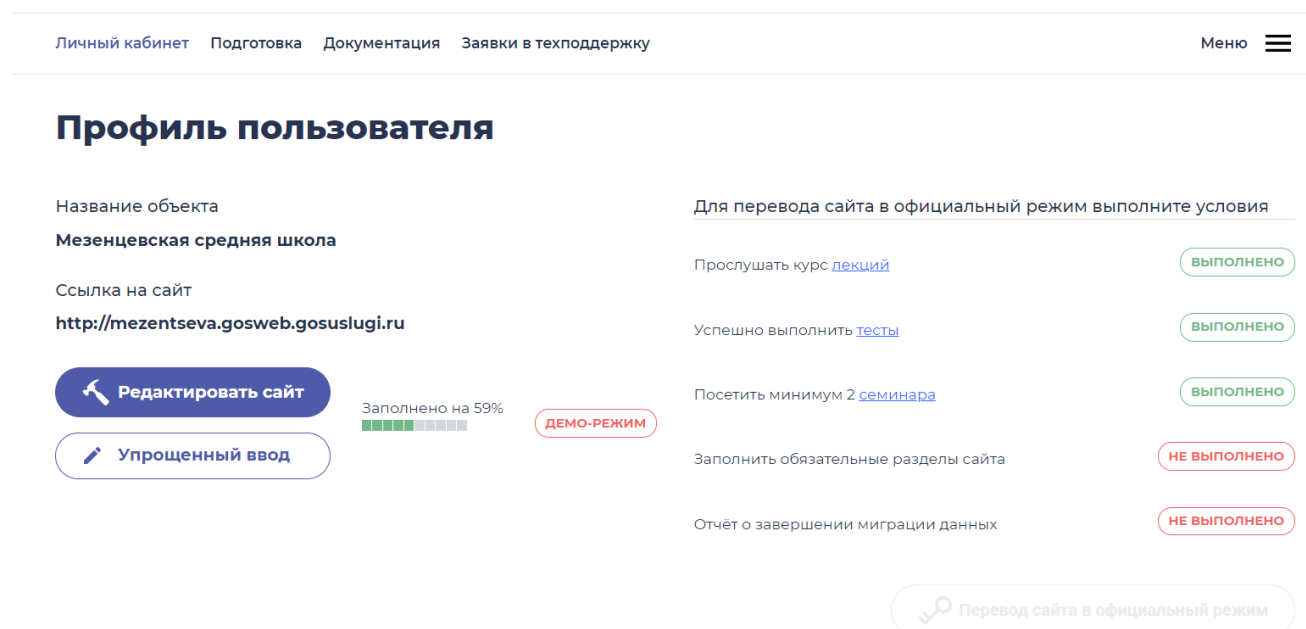 Личный кабинет Подготовка Документация Заявки в техподдержку Меню
Профиль пользователя
Название объекта
Мезенцевская средняя школа
Ссылка на сайт
http://mezentseva.gosweb.gosuslugi.ru
Редактировать сайт
Упрощенный ввод
Заполнено на 59%
ДЕМО-РЕЖИМ
Для перевода сайта в официальный режим выполните условия
Прослушать курс лекций ВЫПОЛНЕНО
Успешно выполнить тесты ВЫПОЛНЕНО
Посетить минимум 2 семинара ВЫПОЛНЕНО
Заполнить обязательные разделы сайта НЕ ВЫПОЛНЕНО
Отчёт о завершении миграции данных НЕ ВЫПОЛНЕНО
Перевод сайта в официальный режим